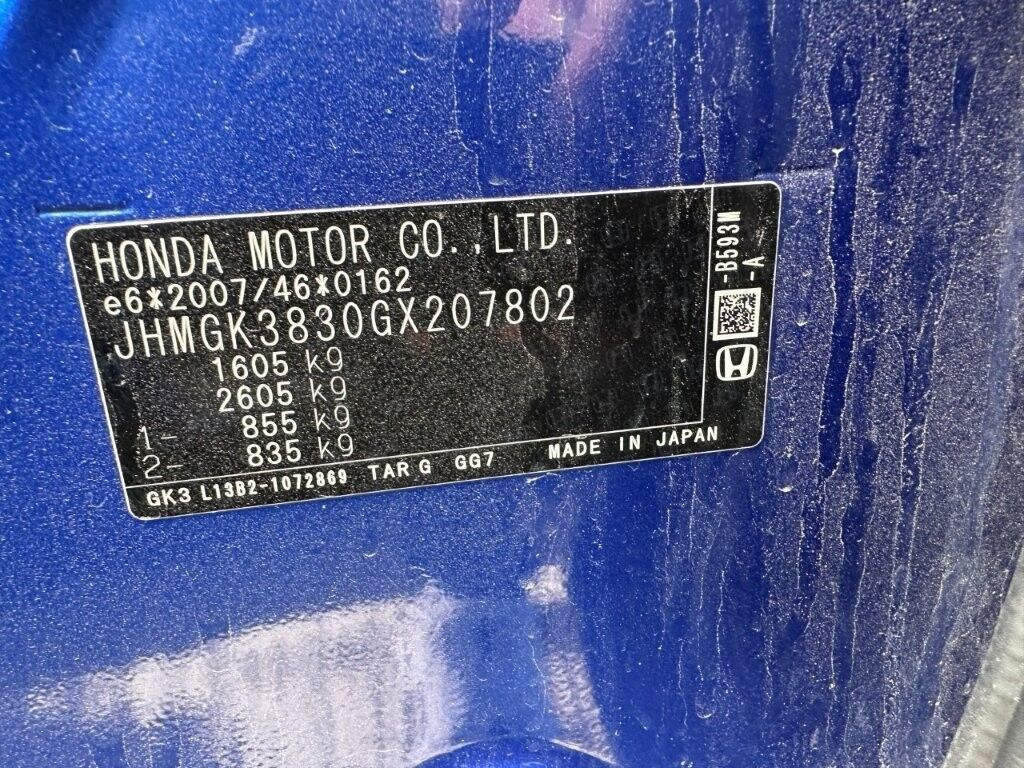 HONDA MOTOR CO.,LTD.
e6*2007/46*0162
JHMGK3830GX207802
1605 kg
2605 kg
1- 855 kg
2- 835 kg
GK3 L13B2-1072869 TAR G GG7 MADE IN JAPAN
-B593M
-A